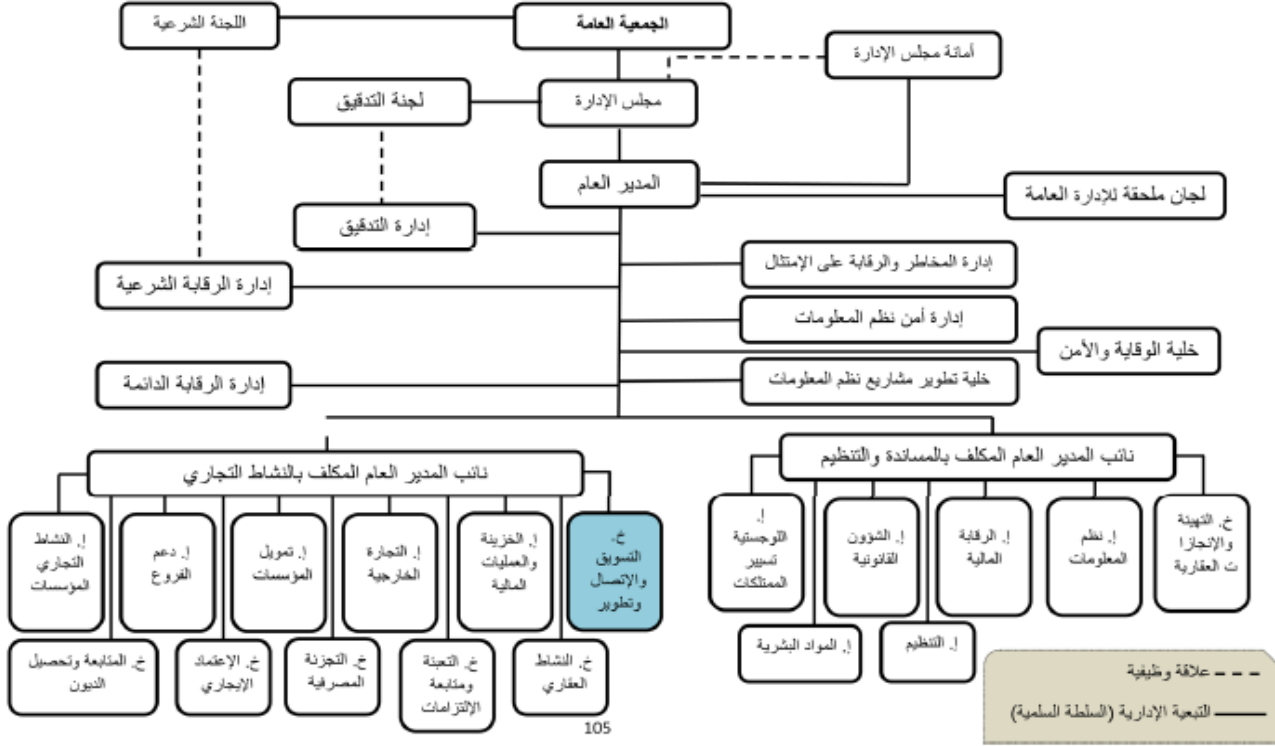 اللجنة الشرعية
الجمعية العامة
أمانة مجلس الإدارة
لجنة التدقيق
مجلس الإدارة
المدير العام
لجان ملحقة للإدارة العامة
إدارة التدقيق
إدارة المخاطر والرقابة على الإمتثال
إدارة الرقابة الشرعية
إدارة أمن نظم المعلومات
خلية الوقاية والأمن
إدارة الرقابة الدائمة
خلية تطوير مشاريع نظم المعلومات
نائب المدير العام المكلف بالمساندة والتنظيم
نائب المدير العام المكلف بالنشاط التجاري
خ. التهيئة
والإنجازا
ت العقارية
إ. نظم
المعلومات
إ. الرقابة
المالية
إ. الشؤون
القانونية
إ.
اللوجستية
تسيير
الممتلكات
خ.
التسويق
والإتصال
وتطوير
إ. الخزينة
والعمليات
المالية
إ. التجارة
الخارجية
إ. تمويل
المؤسسات
إ. دعم
الفروع
إ. النشاط
التجاري
المؤسسات
إ. التنظيم
إ. المواد البشرية
خ. النشاط
العقاري
خ. التعبئة
ومتابعة
الإلتزامات
خ. التجزئة
المصرفية
خ. الإعتماد
الإيجاري
خ. المتابعة وتحصيل
الديون
علاقة وظيفية
التبعية الإدارية (السلطة السلمية)
105